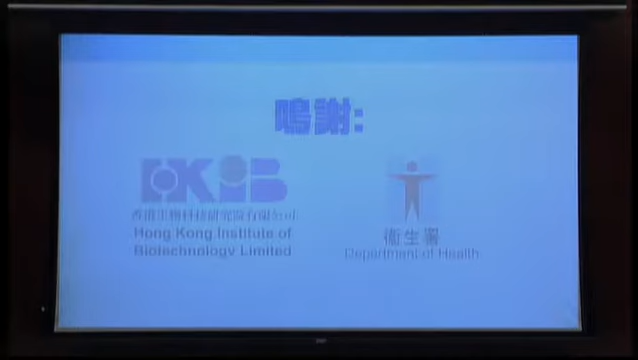 鳴謝:
HKiB
香港生物科技研究院有限公司
Hong Kong Institute of
Biotechnology Limited
衞生署
Department of Health